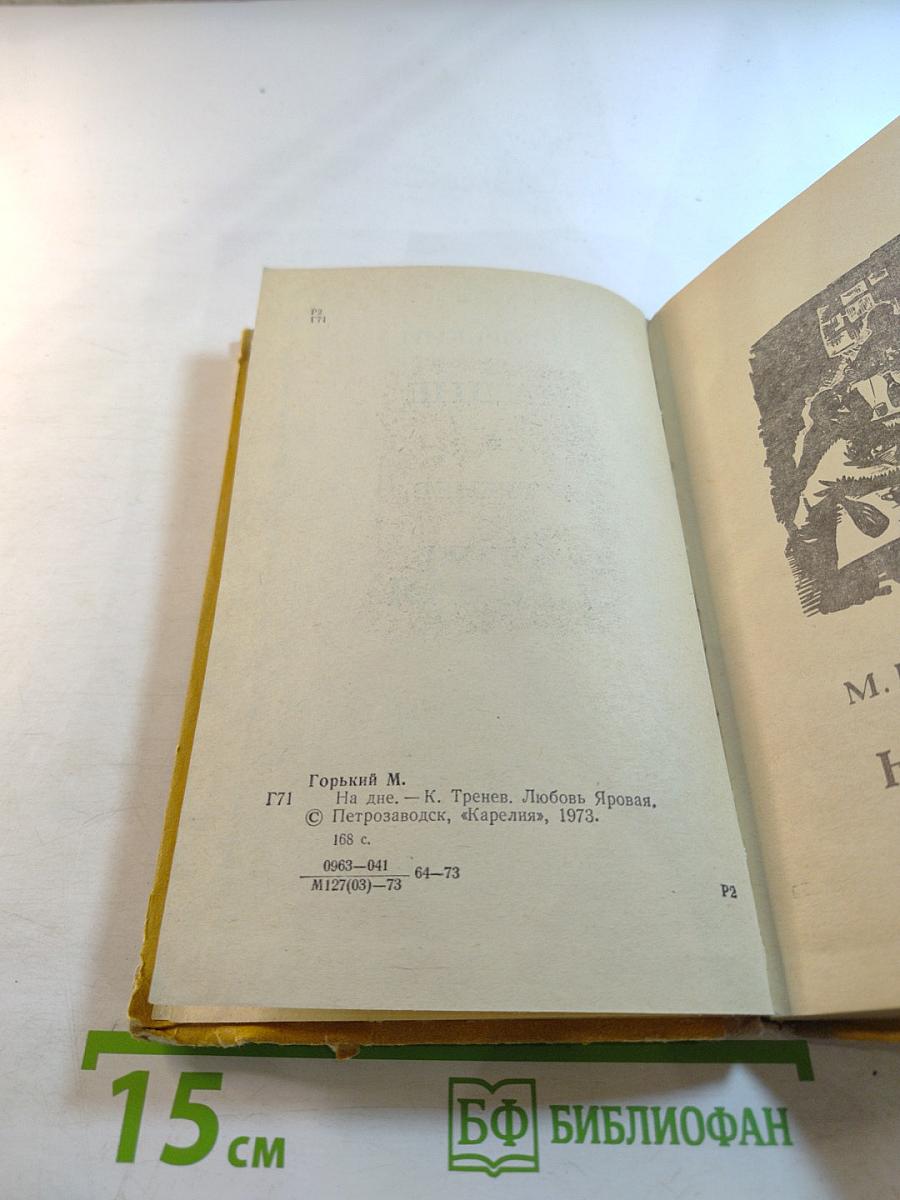 Р2
Г71
Горький М.
Г71 На дне. — К. Тренев. Любовь Яровая.
© Петрозаводск, «Карелия», 1973.
168 с.
0963—041
М127(03)—73
64—73
Р2
М.
15 см
БФ БИБЛИОФАН